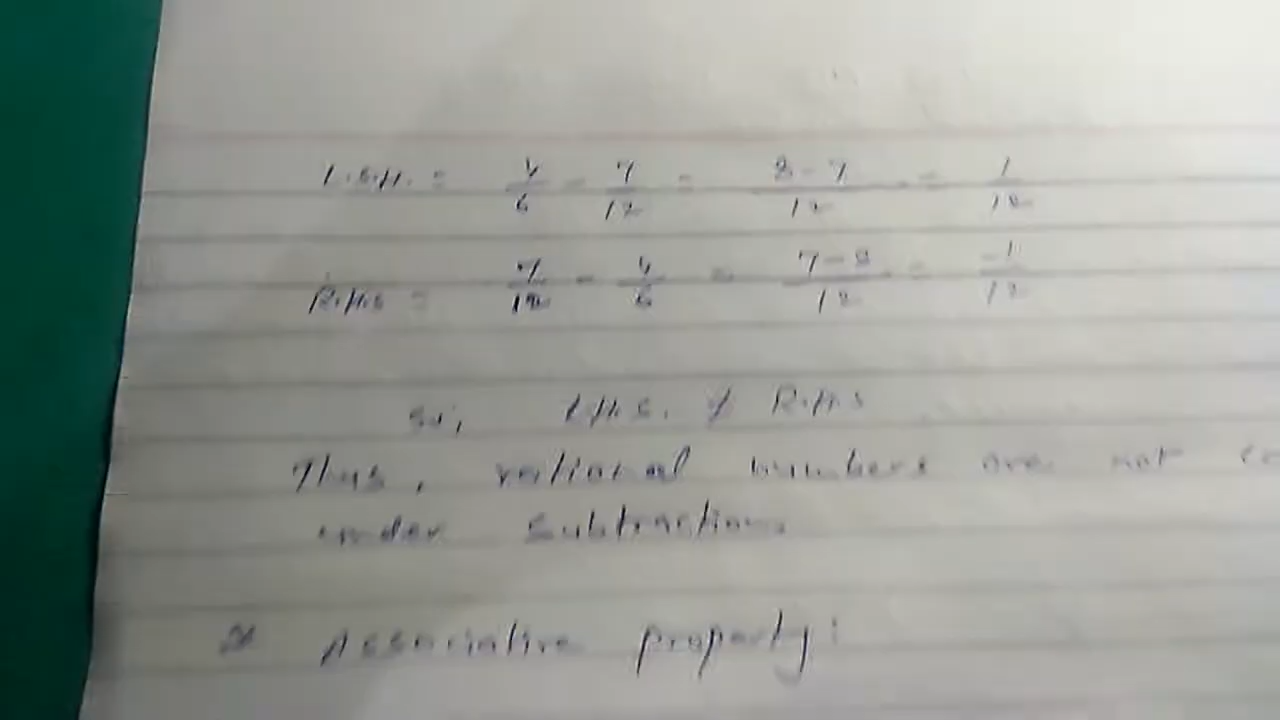 L.S.H. = 4/6 - 7/12 = 8-7/12 = 1/12
R.H.S = 7/12 - 4/6 = 7-8/12 = -1/12
So, L.H.S. ≠ R.H.S
Thus, rational numbers are not
under subtraction.
Associative property: